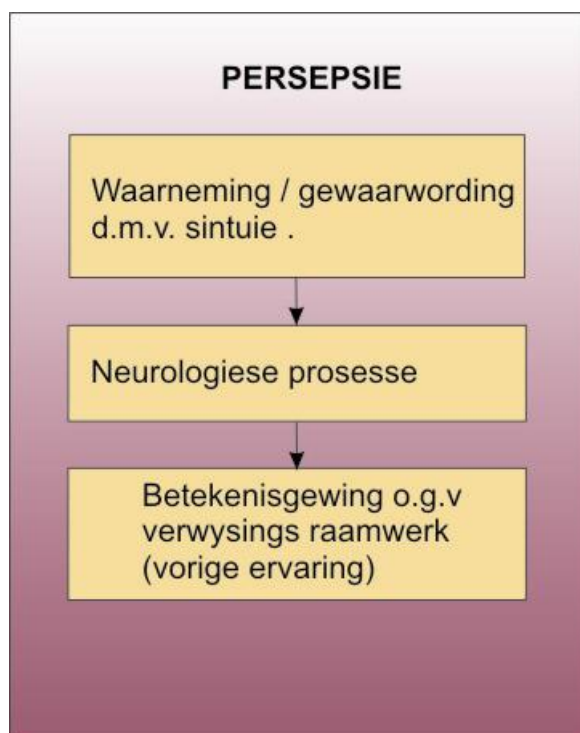 PERSEPSIE
Waarneming / gewaarwording
d.m.v. sintuie .
Neurologiese prosesse
Betekenisgewing o.g.v
verwysings raamwerk
(vorige ervaring)